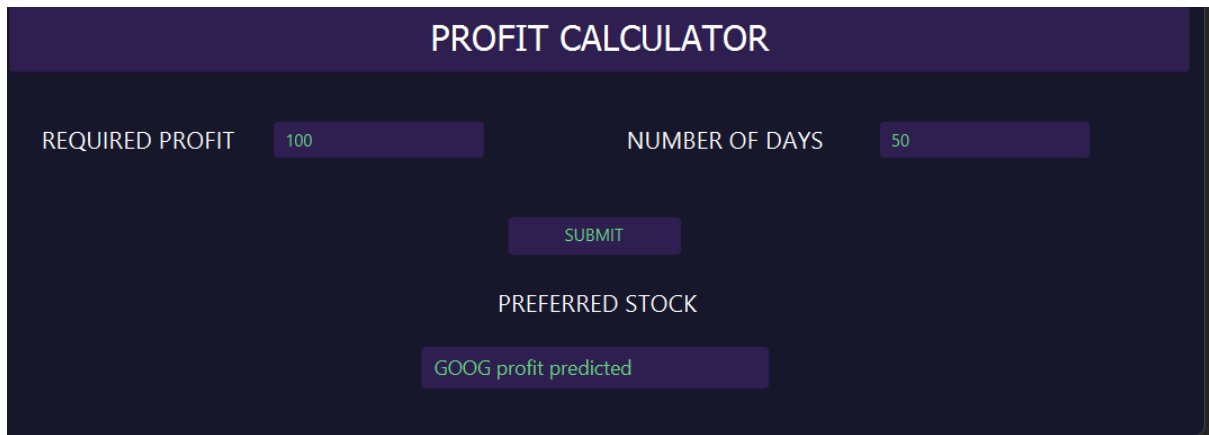 PROFIT CALCULATOR
REQUIRED PROFIT 100 NUMBER OF DAYS 50
SUBMIT
PREFERRED STOCK
GOOG profit predicted